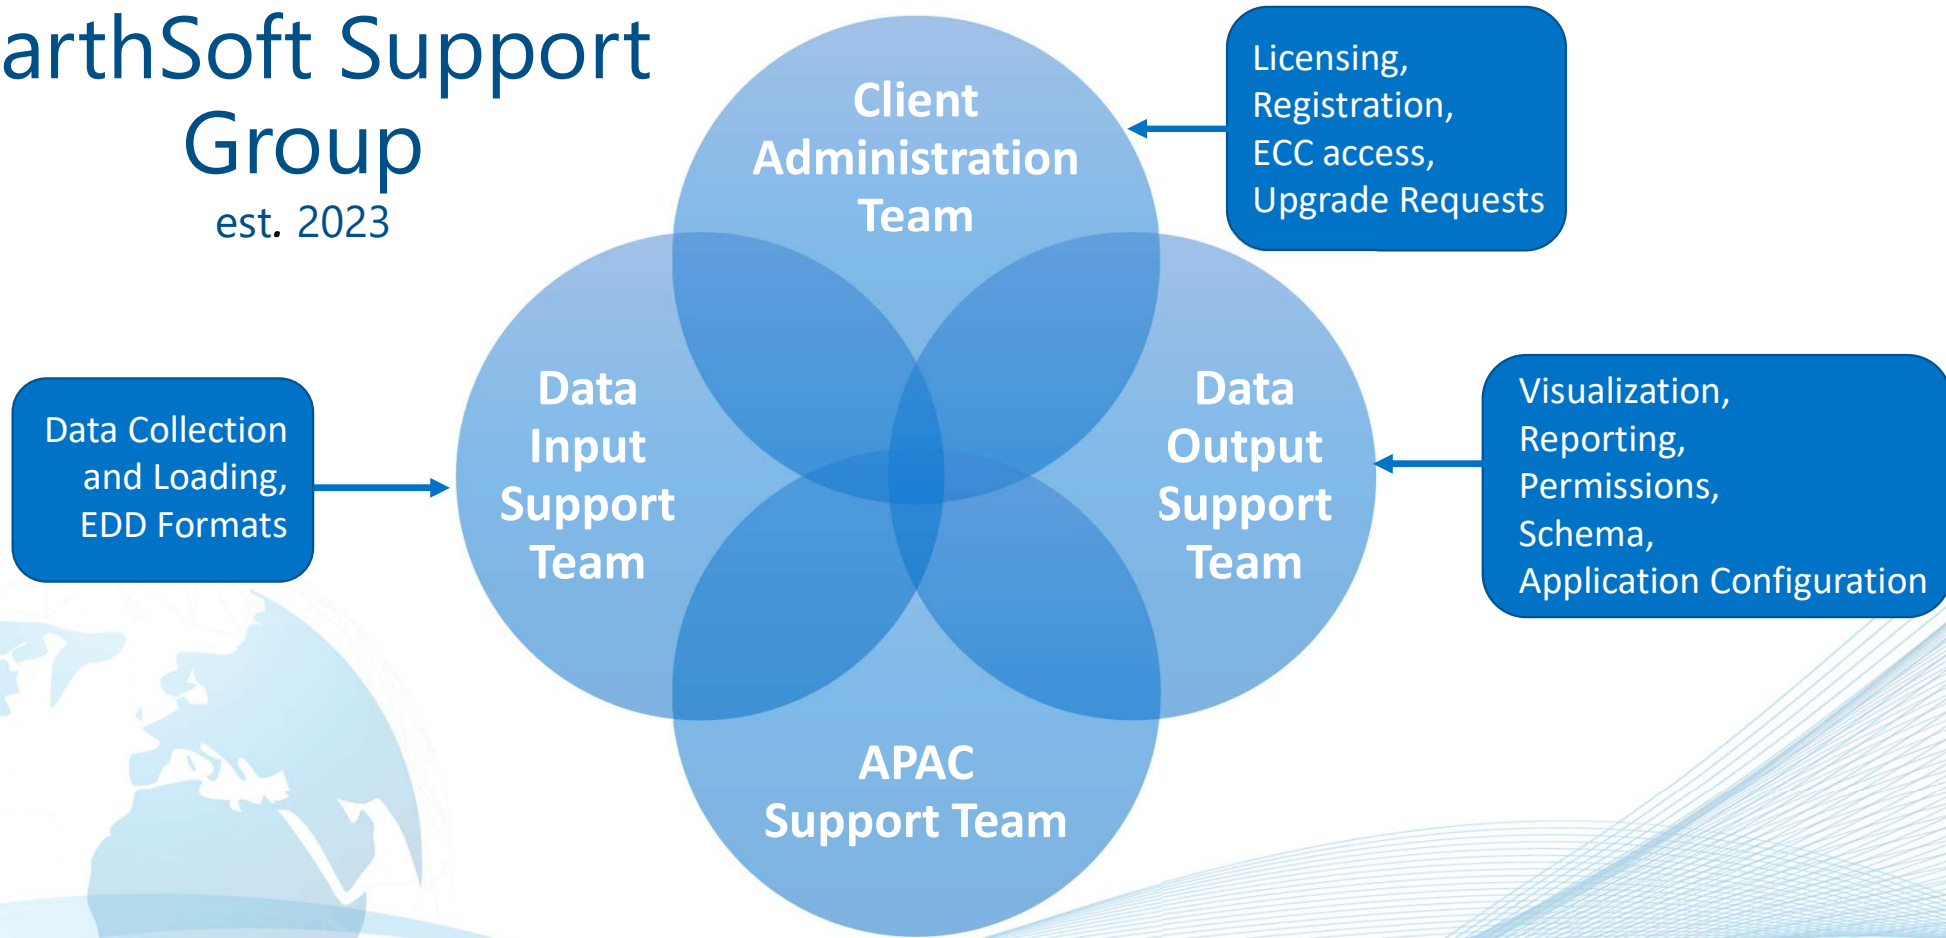 arthSoft Support
Group
est. 2023
Client
Administration
Team
Licensing,
Registration,
ECC access,
Upgrade Requests
Data
Input
Support
Team
Data Collection
and Loading,
EDD Formats
Data
Output
Support
Team
Visualization,
Reporting,
Permissions,
Schema,
Application Configuration
APAC
Support Team